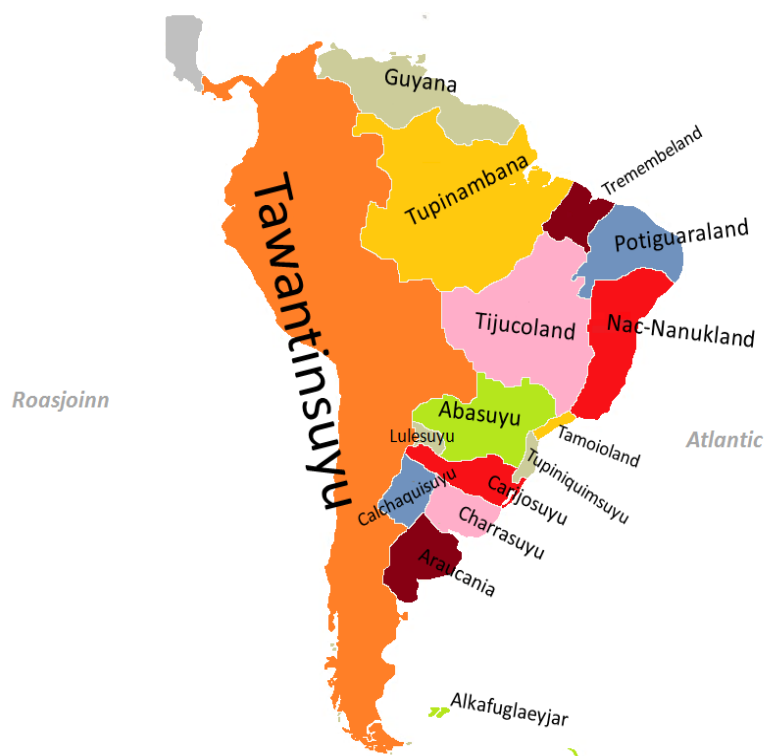 Guyana
Tremembeland
Tupinambana
Potiguaraland
Tawantinsuyu
Tijucoland
Nac-Nanukland
Roasjoinn
Abasuyu
Atlantic
Lulesuyu
Tamoioland
Tupiniquimsuyu
Calchaquisuyu
Carijosuyu
Charrasuyu
Araucania
Alkafuglaeyjar